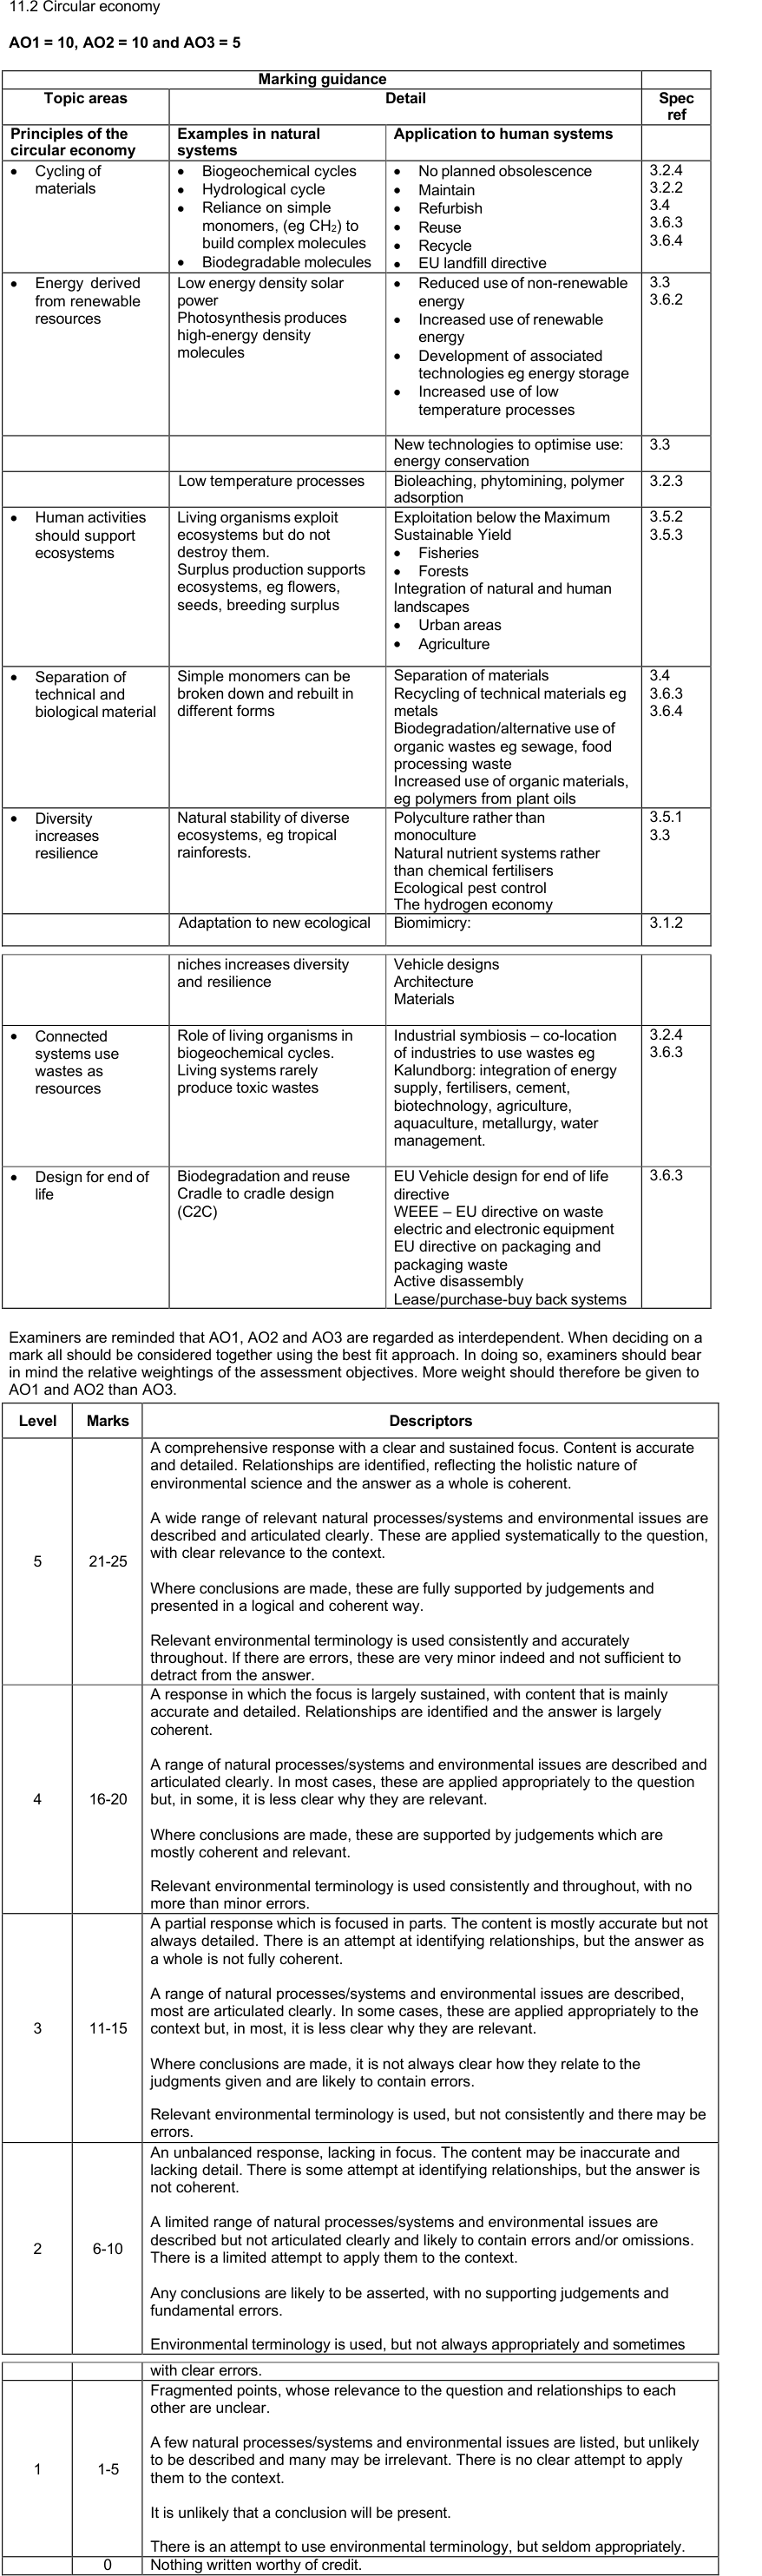 11.2 Circular economy
AO1 = 10, AO2 = 10 and AO3 = 5
Marking guidance
Topic areas
Detail
Spec
ref
Principles of the
circular economy
Examples in natural
systems
Application to human systems
• Cycling of
materials
• Biogeochemical cycles
• Hydrological cycle
• Reliance on simple
monomers, (eg CH₂) to
build complex molecules
• Biodegradable molecules
• No planned obsolescence
• Maintain
• Refurbish
• Reuse
• Recycle
• EU landfill directive
3.2.4
3.2.2
3.4
3.6.3
3.6.4
• Energy derived
from renewable
resources
Low energy density solar
power
Photosynthesis produces
high-energy density
molecules
• Reduced use of non-renewable
energy
• Increased use of renewable
energy
• Development of associated
technologies eg energy storage
• Increased use of low
temperature processes
3.3
3.6.2
New technologies to optimise use:
energy conservation
3.3
Low temperature processes
Bioleaching, phytomining, polymer
adsorption
3.2.3
• Human activities
should support
ecosystems
Living organisms exploit
ecosystems but do not
destroy them.
Surplus production supports
ecosystems, eg flowers,
seeds, breeding surplus
Exploitation below the Maximum
Sustainable Yield
• Fisheries
• Forests
Integration of natural and human
landscapes
• Urban areas
• Agriculture
3.5.2
3.5.3
• Separation of
technical and
biological material
Simple monomers can be
broken down and rebuilt in
different forms
Separation of materials
Recycling of technical materials eg
metals
Biodegradation/alternative use of
organic wastes eg sewage, food
processing waste
Increased use of organic materials,
eg polymers from plant oils
3.4
3.6.3
3.6.4
• Diversity
increases
resilience
Natural stability of diverse
ecosystems, eg tropical
rainforests.
Polyculture rather than
monoculture
Natural nutrient systems rather
than chemical fertilisers
Ecological pest control
The hydrogen economy
3.5.1
3.3
Adaptation to new ecological
Biomimicry:
3.1.2
niches increases diversity
and resilience
Vehicle designs
Architecture
Materials
• Connected
systems use
wastes as
resources
Role of living organisms in
biogeochemical cycles.
Living systems rarely
produce toxic wastes
Industrial symbiosis – co-location
of industries to use wastes eg
Kalundborg: integration of energy
supply, fertilisers, cement,
biotechnology, agriculture,
aquaculture, metallurgy, water
management.
3.2.4
3.6.3
• Design for end of
life
Biodegradation and reuse
Cradle to cradle design
(C2C)
EU Vehicle design for end of life
directive
WEEE – EU directive on waste
electric and electronic equipment
EU directive on packaging and
packaging waste
Active disassembly
Lease/purchase-buy back systems
3.6.3
Examiners are reminded that AO1, AO2 and AO3 are regarded as interdependent. When deciding on a
mark all should be considered together using the best fit approach. In doing so, examiners should bear
in mind the relative weightings of the assessment objectives. More weight should therefore be given to
AO1 and AO2 than AO3.
Level
Marks
Descriptors
5
21-25
A comprehensive response with a clear and sustained focus. Content is accurate
and detailed. Relationships are identified, reflecting the holistic nature of
environmental science and the answer as a whole is coherent.
A wide range of relevant natural processes/systems and environmental issues are
described and articulated clearly. These are applied systematically to the question,
with clear relevance to the context.
Where conclusions are made, these are fully supported by judgements and
presented in a logical and coherent way.
Relevant environmental terminology is used consistently and accurately
throughout. If there are errors, these are very minor indeed and not sufficient to
detract from the answer.
4
16-20
A response in which the focus is largely sustained, with content that is mainly
accurate and detailed. Relationships are identified and the answer is largely
coherent.
A range of natural processes/systems and environmental issues are described and
articulated clearly. In most cases, these are applied appropriately to the question
but, in some, it is less clear why they are relevant.
Where conclusions are made, these are supported by judgements which are
mostly coherent and relevant.
Relevant environmental terminology is used consistently and throughout, with no
more than minor errors.
3
11-15
A partial response which is focused in parts. The content is mostly accurate but not
always detailed. There is an attempt at identifying relationships, but the answer as
a whole is not fully coherent.
A range of natural processes/systems and environmental issues are described,
most are articulated clearly. In some cases, these are applied appropriately to the
context but, in most, it is less clear why they are relevant.
Where conclusions are made, it is not always clear how they relate to the
judgments given and are likely to contain errors.
Relevant environmental terminology is used, but not consistently and there may be
errors.
2
6-10
An unbalanced response, lacking in focus. The content may be inaccurate and
lacking detail. There is some attempt at identifying relationships, but the answer is
not coherent.
A limited range of natural processes/systems and environmental issues are
described but not articulated clearly and likely to contain errors and/or omissions.
There is a limited attempt to apply them to the context.
Any conclusions are likely to be asserted, with no supporting judgements and
fundamental errors.
Environmental terminology is used, but not always appropriately and sometimes
with clear errors.
1
1-5
Fragmented points, whose relevance to the question and relationships to each
other are unclear.
A few natural processes/systems and environmental issues are listed, but unlikely
to be described and many may be irrelevant. There is no clear attempt to apply
them to the context.
It is unlikely that a conclusion will be present.
There is an attempt to use environmental terminology, but seldom appropriately.
0
Nothing written worthy of credit.